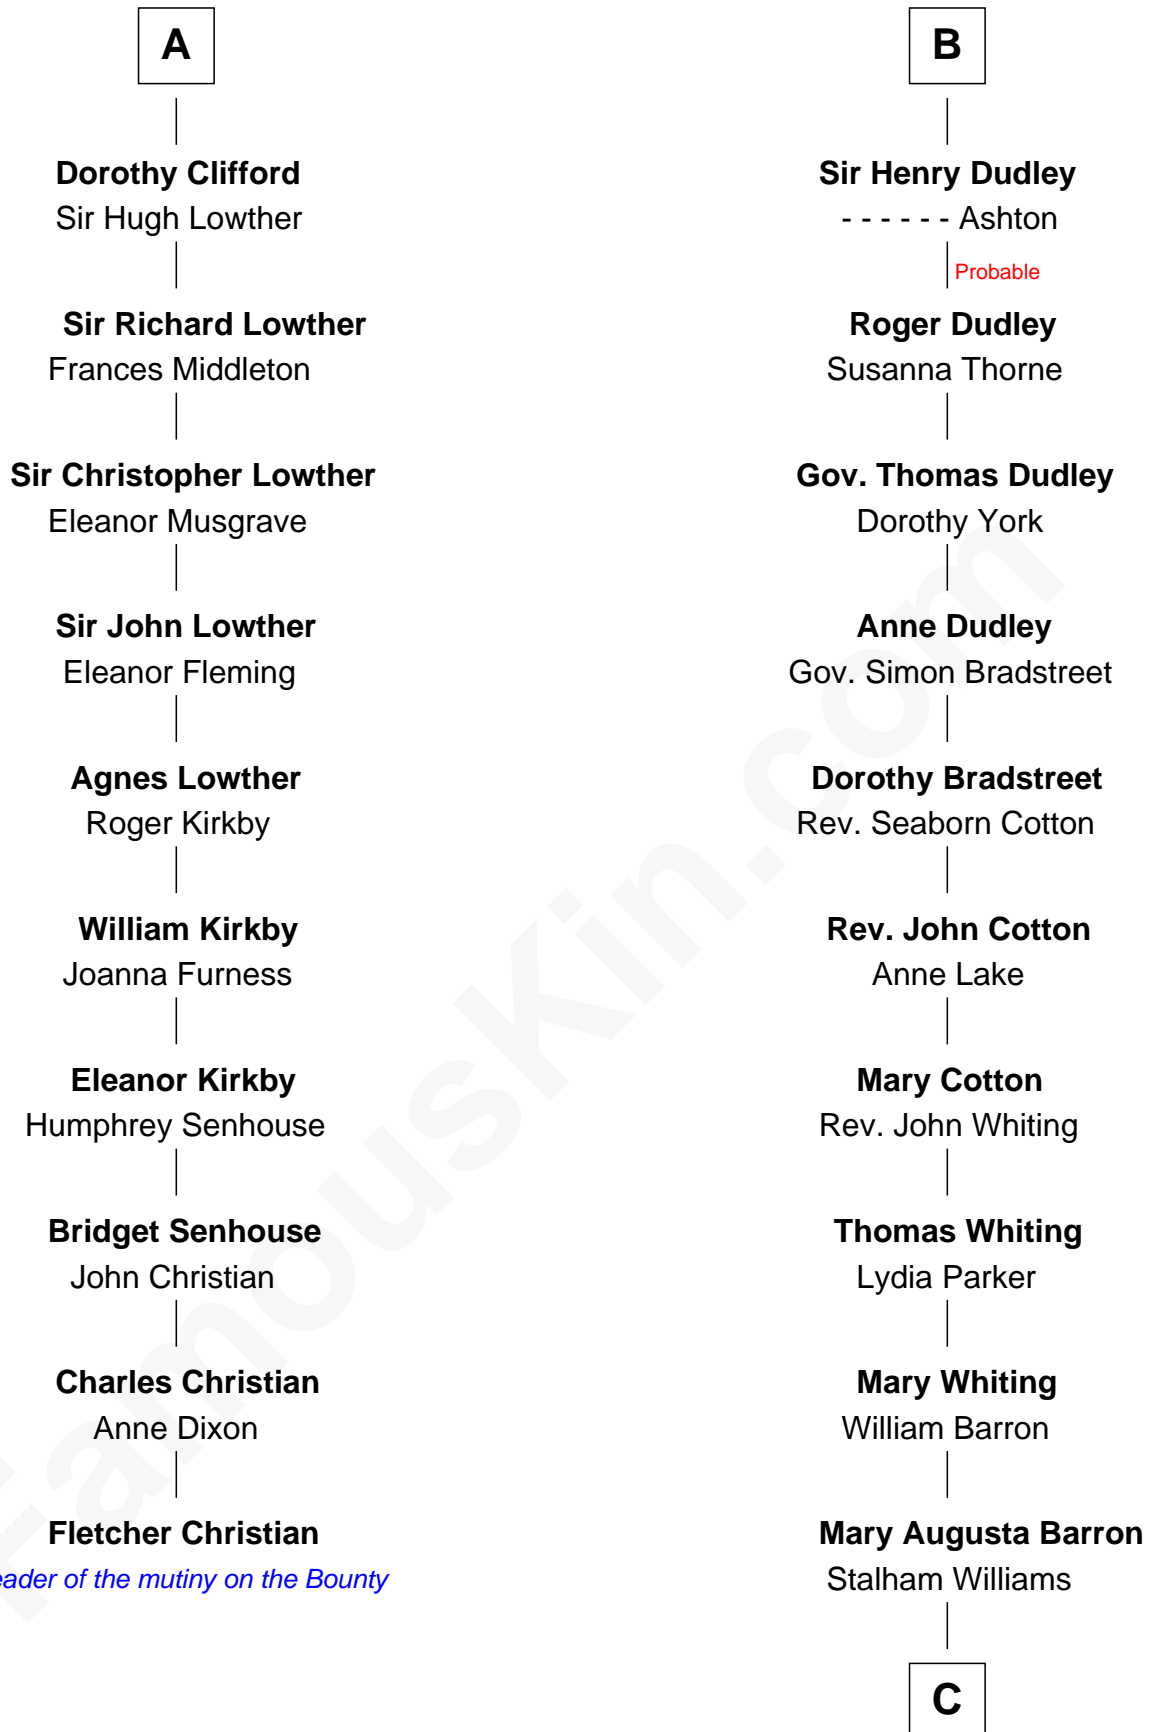 A
Dorothy Clifford
Sir Hugh Lowther
Sir Richard Lowther
Frances Middleton
Sir Christopher Lowther
Eleanor Musgrave
Sir John Lowther
Eleanor Fleming
Agnes Lowther
Roger Kirkby
William Kirkby
Joanna Furness
Eleanor Kirkby
Humphrey Senhouse
Bridget Senhouse
John Christian
Charles Christian
Anne Dixon
Fletcher Christian
eader of the mutiny on the Bounty
B
Sir Henry Dudley
- - - - - - Ashton
Probable
Roger Dudley
Susanna Thorne
Gov. Thomas Dudley
Dorothy York
Anne Dudley
Gov. Simon Bradstreet
Dorothy Bradstreet
Rev. Seaborn Cotton
Rev. John Cotton
Anne Lake
Mary Cotton
Rev. John Whiting
Thomas Whiting
Lydia Parker
Mary Whiting
William Barron
Mary Augusta Barron
Stalham Williams
C
FamousKin.com